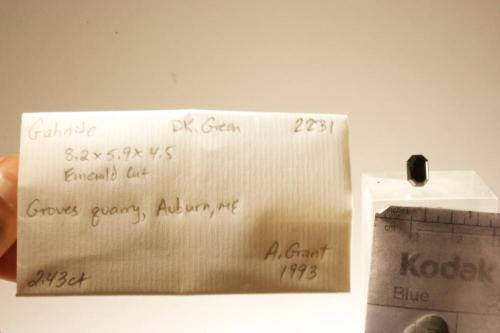 Gahnite DK. Green 2231
8.2 x 5.9 x 4.5
Emerald Cut
Groves quarry, Auburn, ME
A. Grant
2.43ct 1993
Kodak
Blue